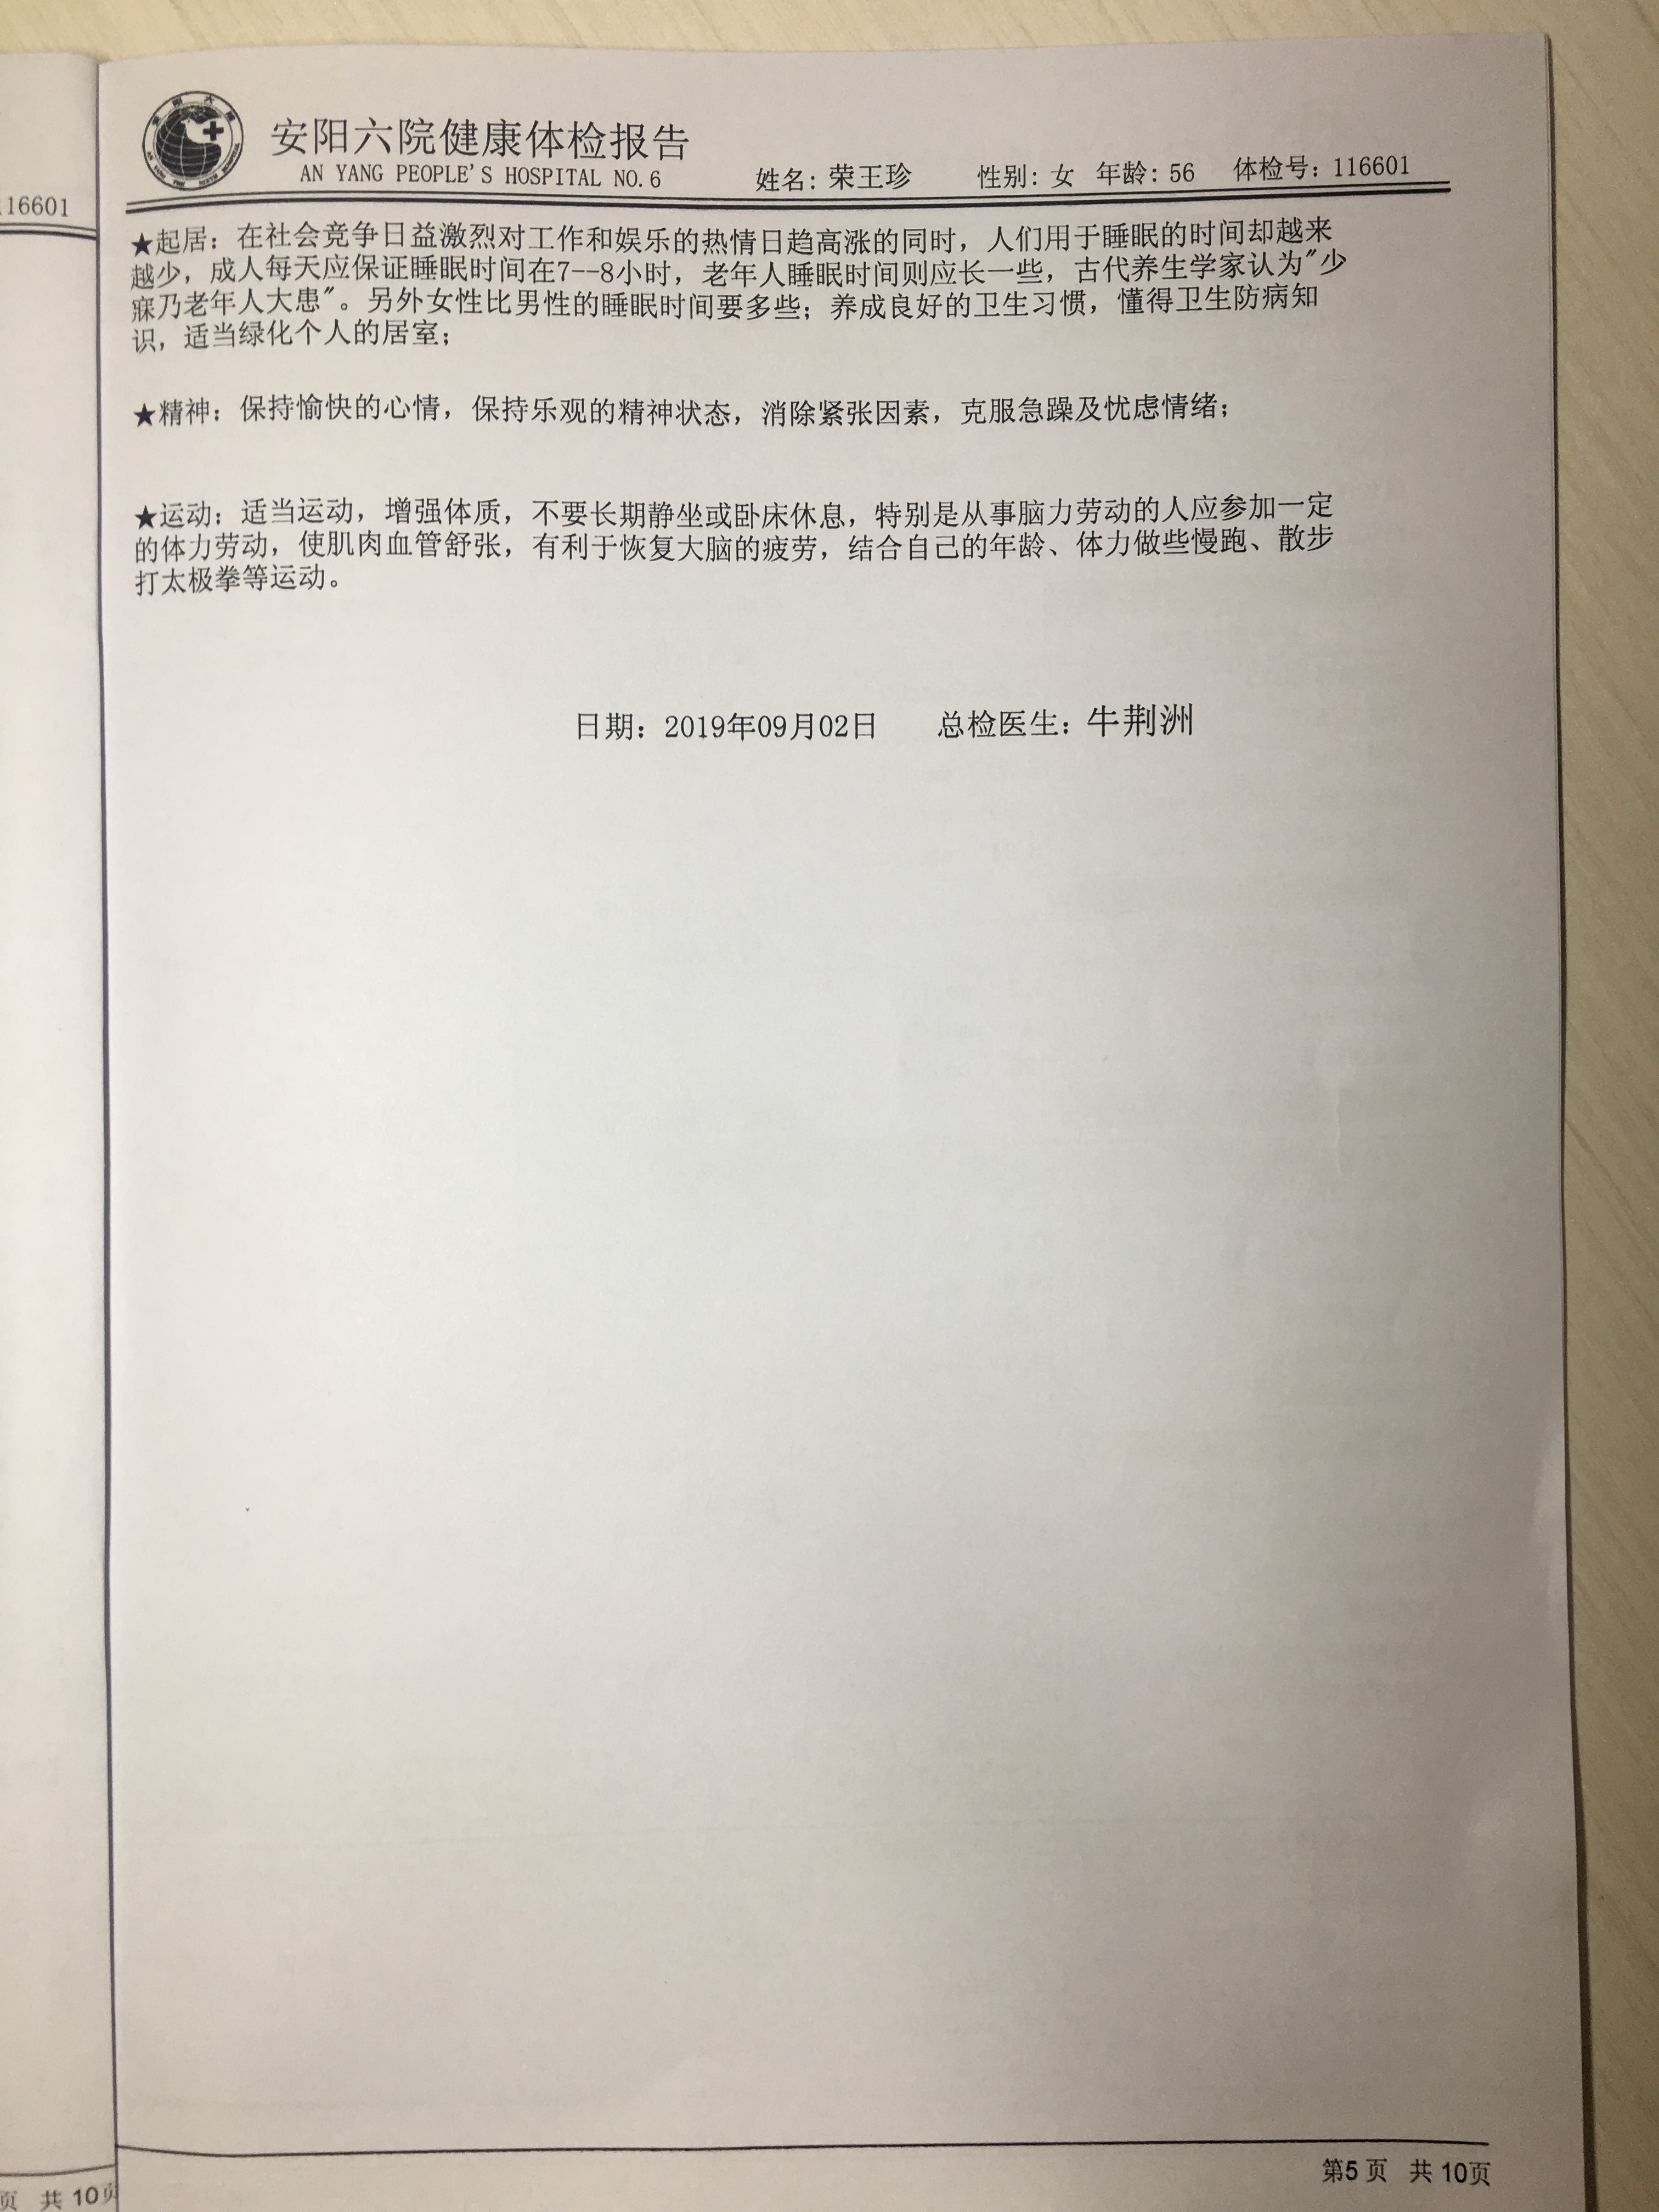 安阳六院健康体检报告
AN YANG PEOPLE'S HOSPITAL NO.6
姓名: 荣王珍 性别: 女 年龄: 56 体检号: 116601
16601
★起居: 在社会竞争日益激烈对工作和娱乐的热情日趋高涨的同时, 人们用于睡眠的时间却越来
越少, 成人每天应保证睡眠时间在7--8小时, 老年人睡眠时间则应长一些, 古代养生学家认为"少
寐乃老年人大患"。另外女性比男性的睡眠时间要多些; 养成良好的卫生习惯, 懂得卫生防病知
识, 适当绿化个人的居室;
★精神: 保持愉快的心情, 保持乐观的精神状态, 消除紧张因素, 克服急躁及忧虑情绪;
★运动: 适当运动, 增强体质, 不要长期静坐或卧床休息, 特别是从事脑力劳动的人应参加一定
的体力劳动, 使肌肉血管舒张, 有利于恢复大脑的疲劳, 结合自己的年龄、体力做些慢跑、散步
打太极拳等运动。
日期: 2019年09月02日 总检医生: 牛荆洲
第5页 共10页
页 共10页